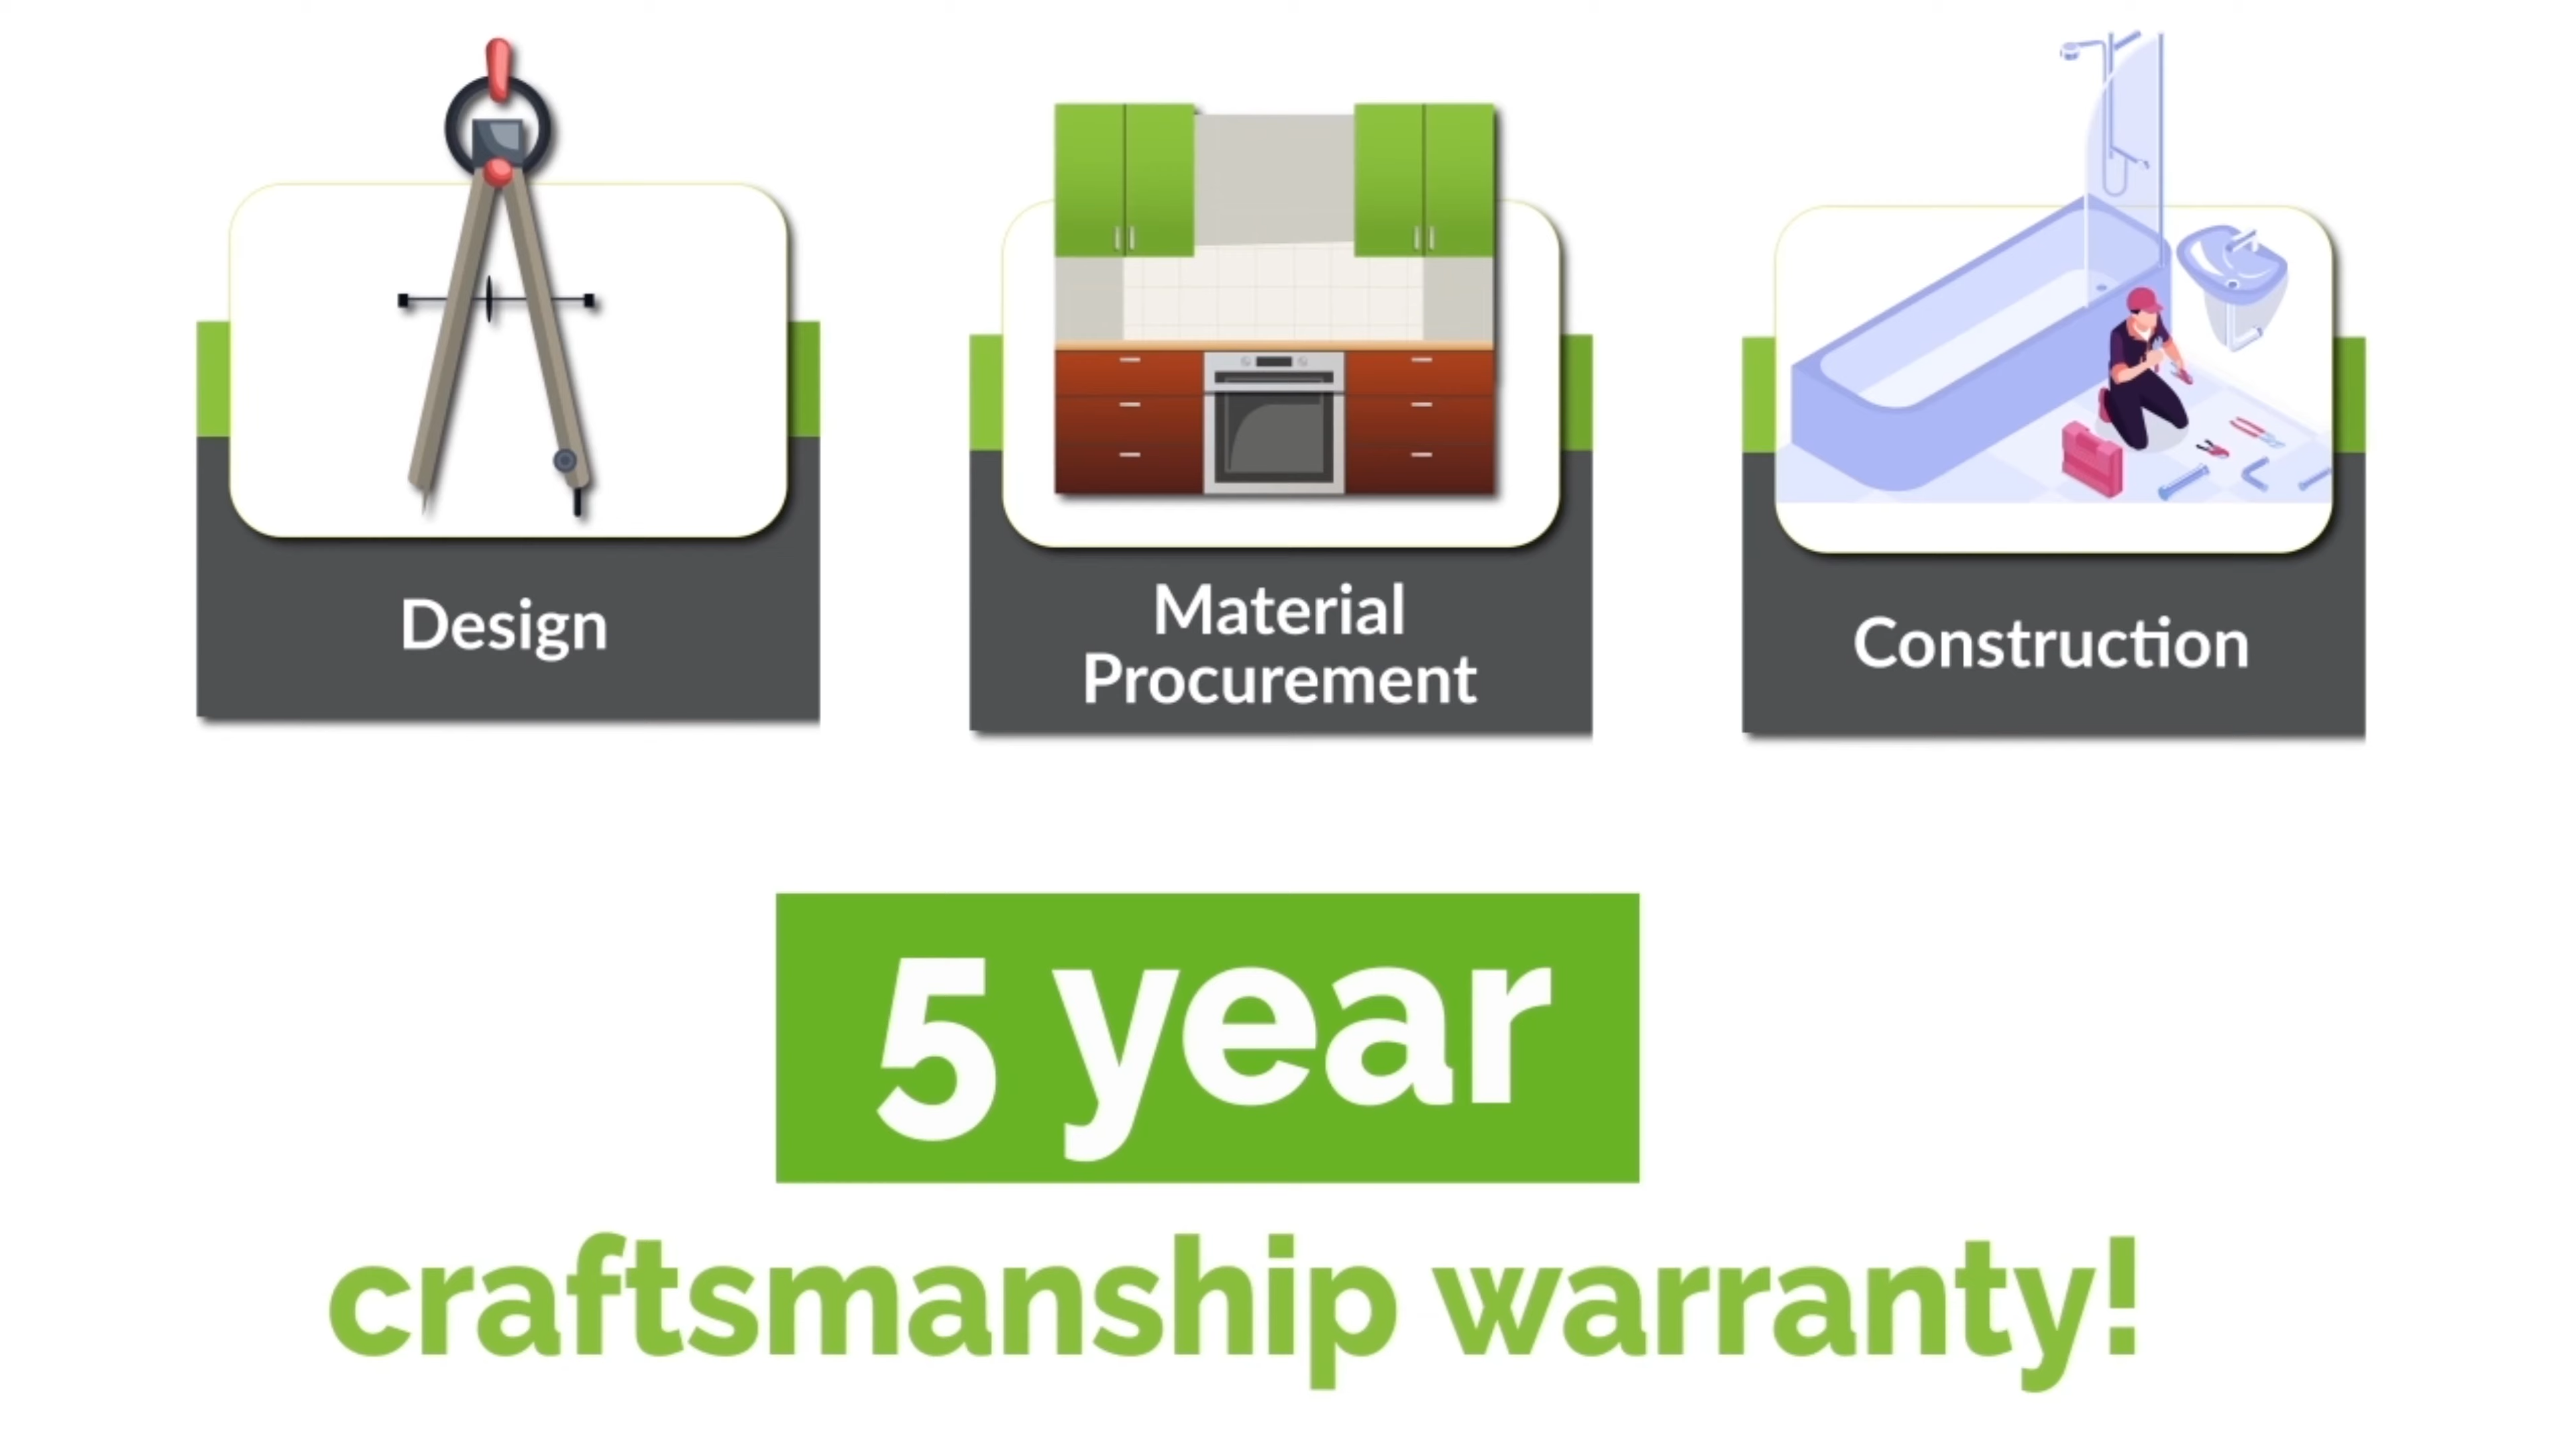 Design
Material
Procurement
Construction
5 year
craftsmanship warranty!